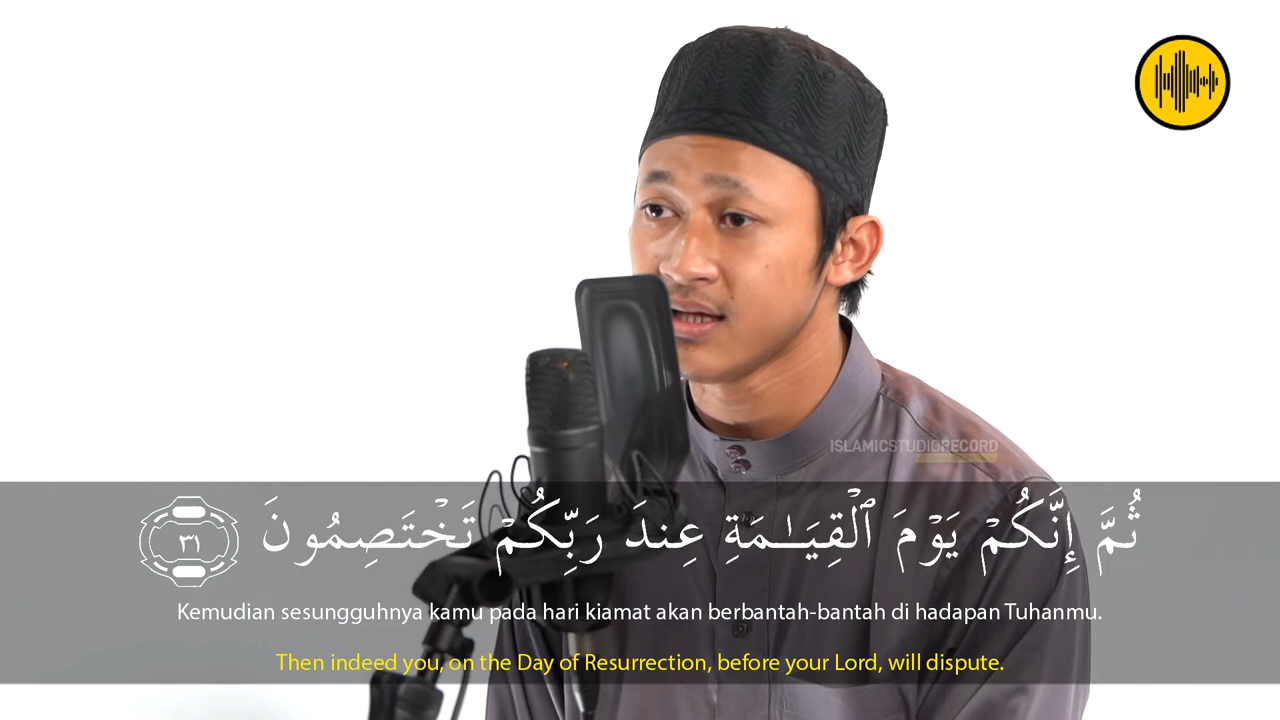 ISLAMICSTUDIORECORD
ثُمَّ إِنَّكُمْ يَوْمَ ٱلْقِيَـٰمَةِ عِندَ رَبِّكُمْ تَخْتَصِمُونَ ٣١
Kemudian sesungguhnya kamu pada hari kiamat akan berbantah-bantah di hadapan Tuhanmu.
Then indeed you, on the Day of Resurrection, before your Lord, will dispute.